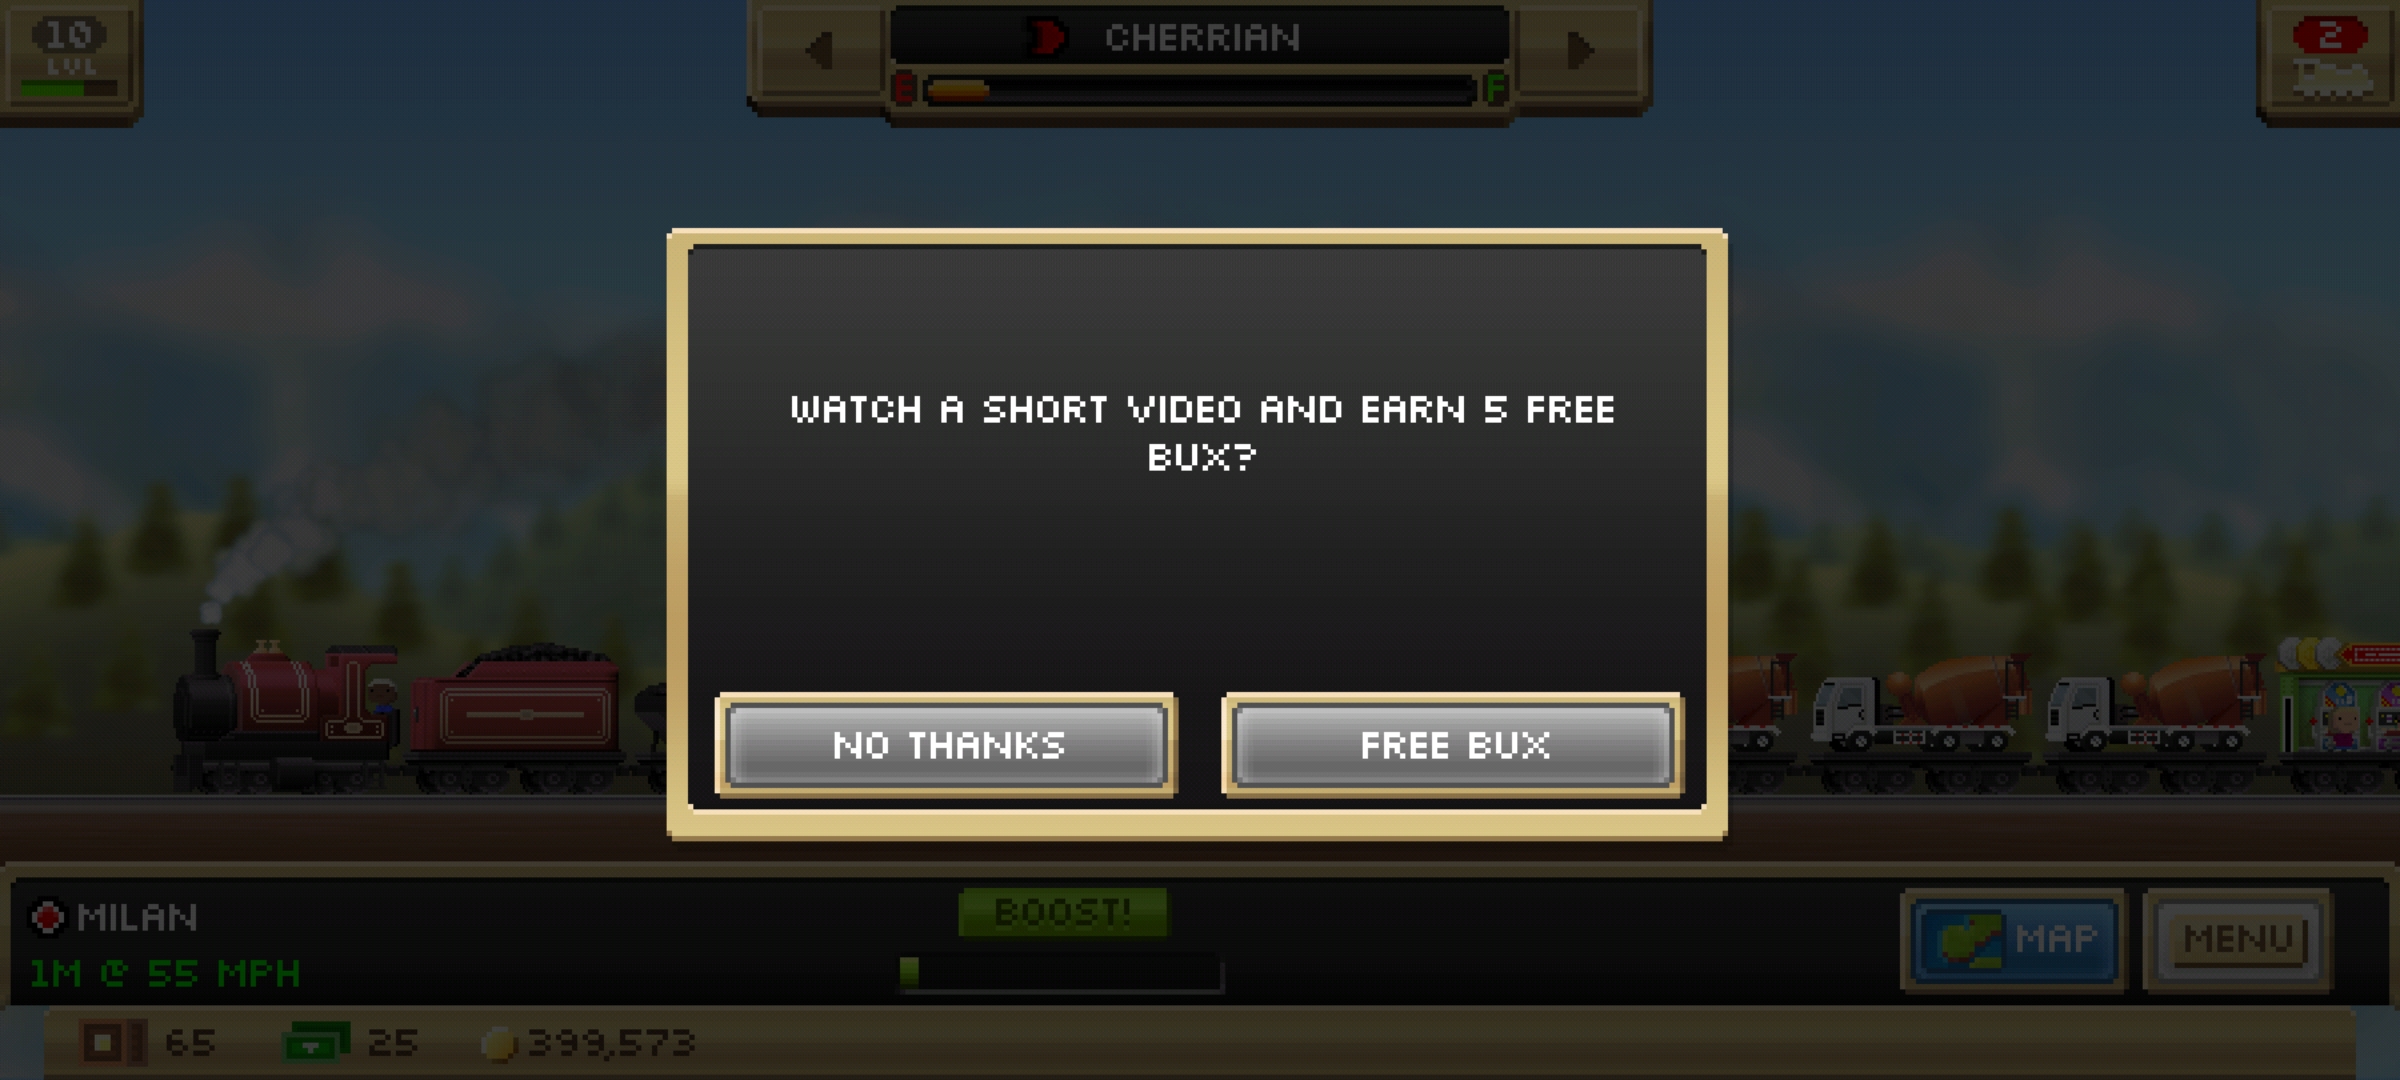 10
LVL
CHERRIAN
E F
2
WATCH A SHORT VIDEO AND EARN 5 FREE
BUX?
NO THANKS
FREE BUX
MILAN
1M @ 55 MPH
BOOST!
MAP
MENU
65
25
399,573